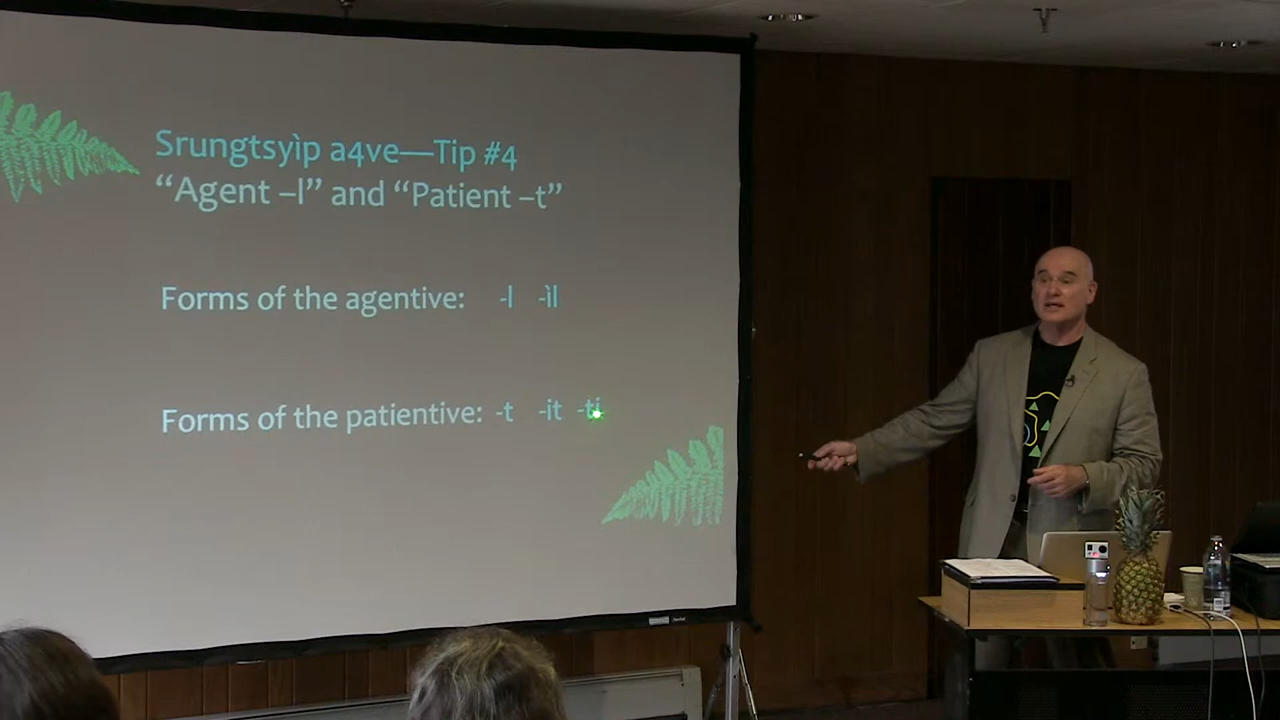 Srungtsyìp a4ve—Tip #4
“Agent –l” and “Patient –t”
Forms of the agentive: -l -ìl
Forms of the patientive: -t -it -ti